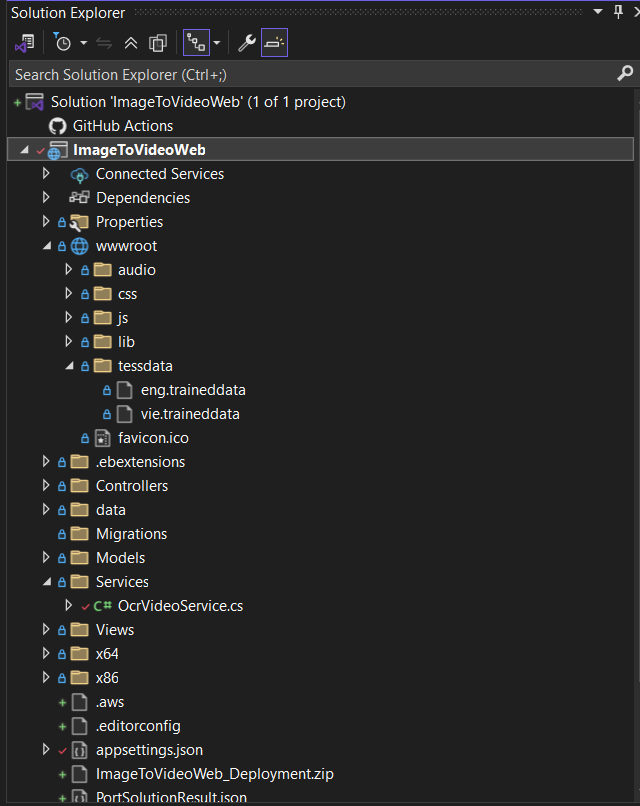 Solution Explorer
Search Solution Explorer (Ctrl+;)
Solution 'ImageToVideoWeb' (1 of 1 project)
GitHub Actions
ImageToVideoWeb
Connected Services
Dependencies
Properties
wwwroot
audio
css
js
lib
tessdata
eng.traineddata
vie.traineddata
favicon.ico
.ebextensions
Controllers
data
Migrations
Models
Services
C# OcrVideoService.cs
Views
x64
x86
.aws
.editorconfig
appsettings.json
ImageToVideoWeb_Deployment.zip
PortSolutionResult.json